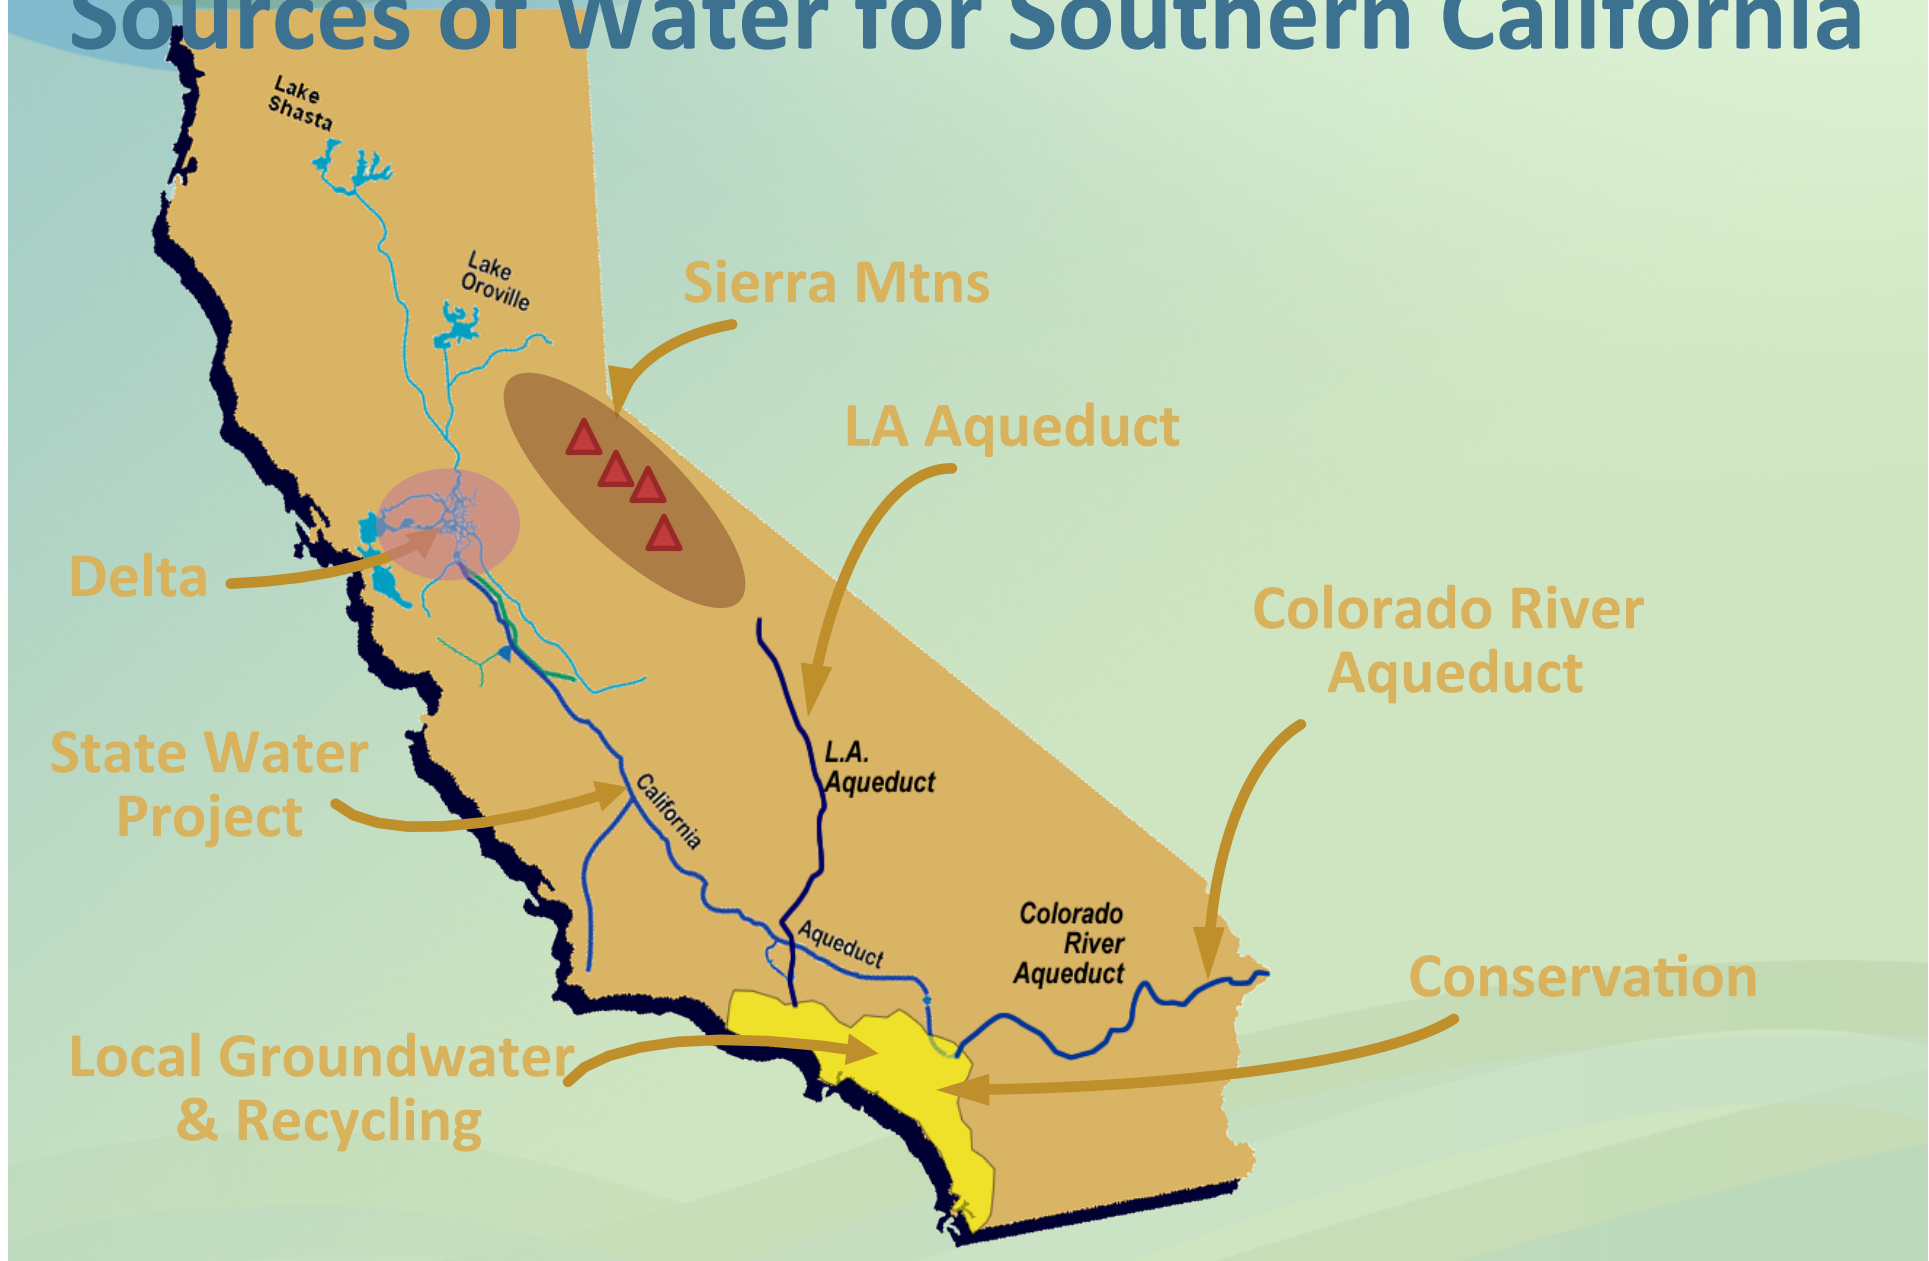 Sources of Water for Southern California
Lake
Shasta
Lake
Oroville
Sierra Mtns
LA Aqueduct
Delta
Colorado River
Aqueduct
State Water
Project
L.A.
Aqueduct
California
Aqueduct
Colorado
River
Aqueduct
Conservation
Local Groundwater
& Recycling